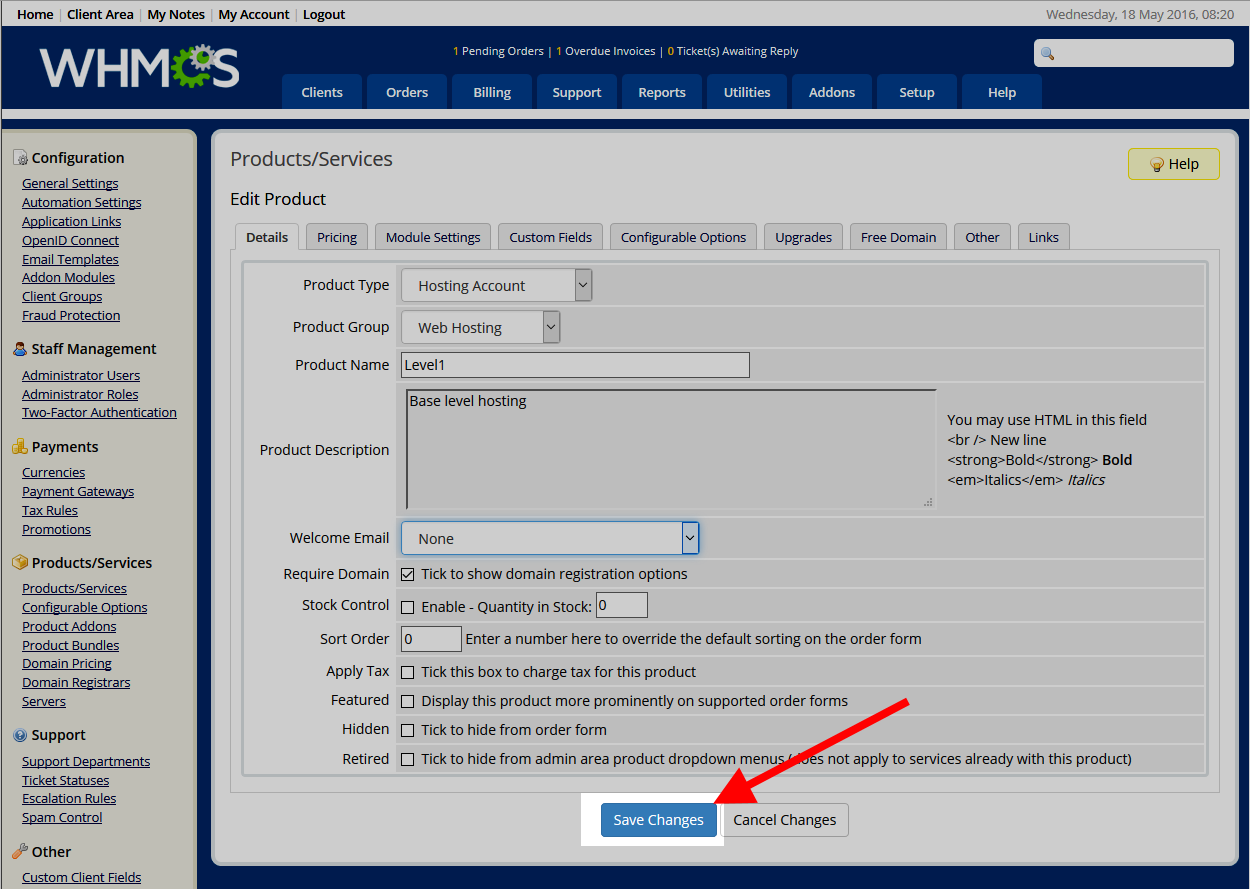 Home | Client Area | My Notes | My Account | Logout
Wednesday, 18 May 2016, 08:20
WHMCS
1 Pending Orders | 1 Overdue Invoices | 0 Ticket(s) Awaiting Reply
Clients Orders Billing Support Reports Utilities Addons Setup Help
Configuration
General Settings
Automation Settings
Application Links
OpenID Connect
Email Templates
Addon Modules
Client Groups
Fraud Protection
Staff Management
Administrator Users
Administrator Roles
Two-Factor Authentication
Payments
Currencies
Payment Gateways
Tax Rules
Promotions
Products/Services
Products/Services
Configurable Options
Product Addons
Product Bundles
Domain Pricing
Domain Registrars
Servers
Support
Support Departments
Ticket Statuses
Escalation Rules
Spam Control
Other
Custom Client Fields
Products/Services
Help
Edit Product
Details Pricing Module Settings Custom Fields Configurable Options Upgrades Free Domain Other Links
Product Type Hosting Account
Product Group Web Hosting
Product Name Level1
Product Description Base level hosting
You may use HTML in this field
<br /> New line
<strong>Bold</strong> Bold
<em>Italics</em> Italics
Welcome Email None
Require Domain Tick to show domain registration options
Stock Control Enable - Quantity in Stock: 0
Sort Order 0 Enter a number here to override the default sorting on the order form
Apply Tax Tick this box to charge tax for this product
Featured Display this product more prominently on supported order forms
Hidden Tick to hide from order form
Retired Tick to hide from admin area product dropdown menus (does not apply to services already with this product)
Save Changes Cancel Changes